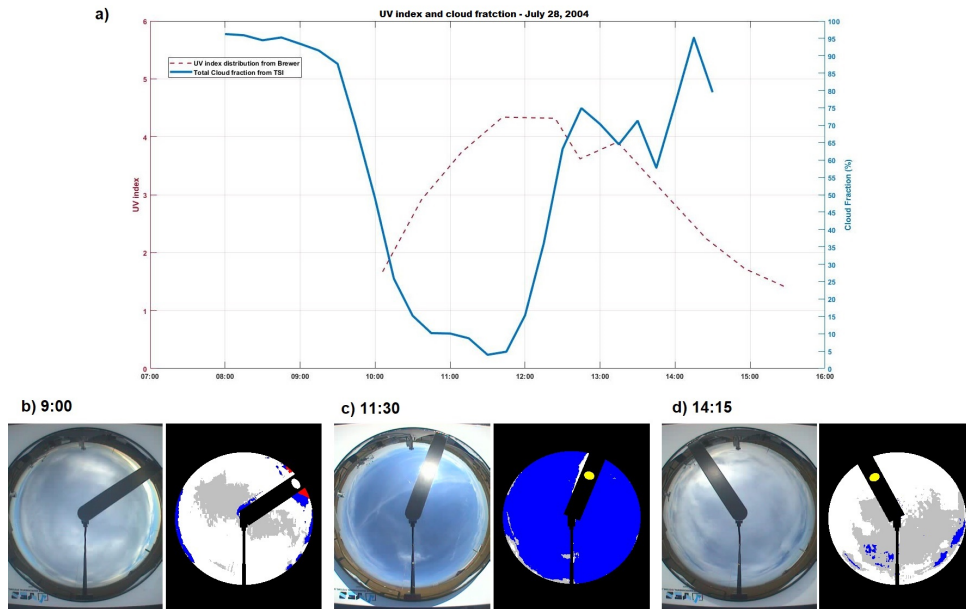 a)
UV index and cloud fratction - July 28, 2004
UV index distribution from Brewer
Total Cloud fraction from TSI
UV index
6
5
4
3
2
1
0
Cloud Fraction (%)
100
95
90
85
80
75
70
65
60
55
50
45
40
35
30
25
20
15
10
5
0
07:00 08:00 09:00 10:00 11:00 12:00 13:00 14:00 15:00 16:00
b) 9:00
c) 11:30
d) 14:15